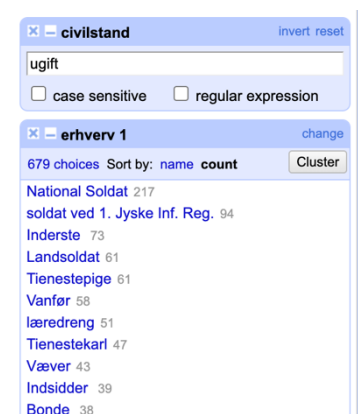 civilstand invert reset
ugift
case sensitive regular expression
erhverv 1 change
679 choices Sort by: name count Cluster
National Soldat 217
soldat ved 1. Jyske Inf. Reg. 94
Inderste 73
Landsoldat 61
Tienestepige 61
Vanfør 58
læredreng 51
Tienestekarl 47
Væver 43
Indsidder 39
Bonde 38